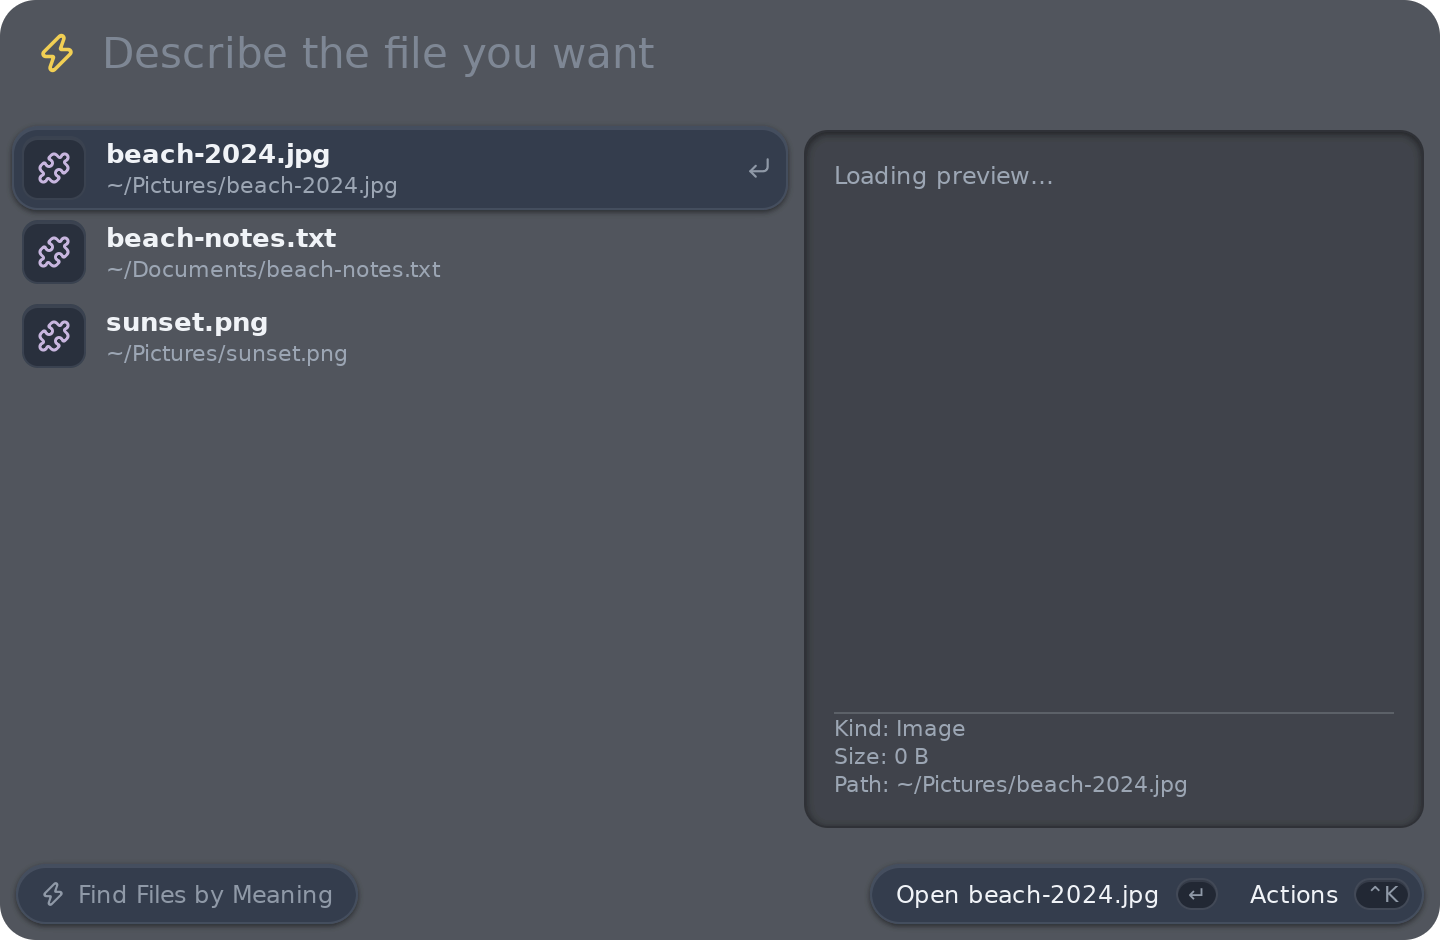 Describe the file you want
beach-2024.jpg
~/Pictures/beach-2024.jpg
beach-notes.txt
~/Documents/beach-notes.txt
sunset.png
~/Pictures/sunset.png
Loading preview...
Kind: Image
Size: 0 B
Path: ~/Pictures/beach-2024.jpg
Find Files by Meaning
Open beach-2024.jpg ↵ Actions ^K